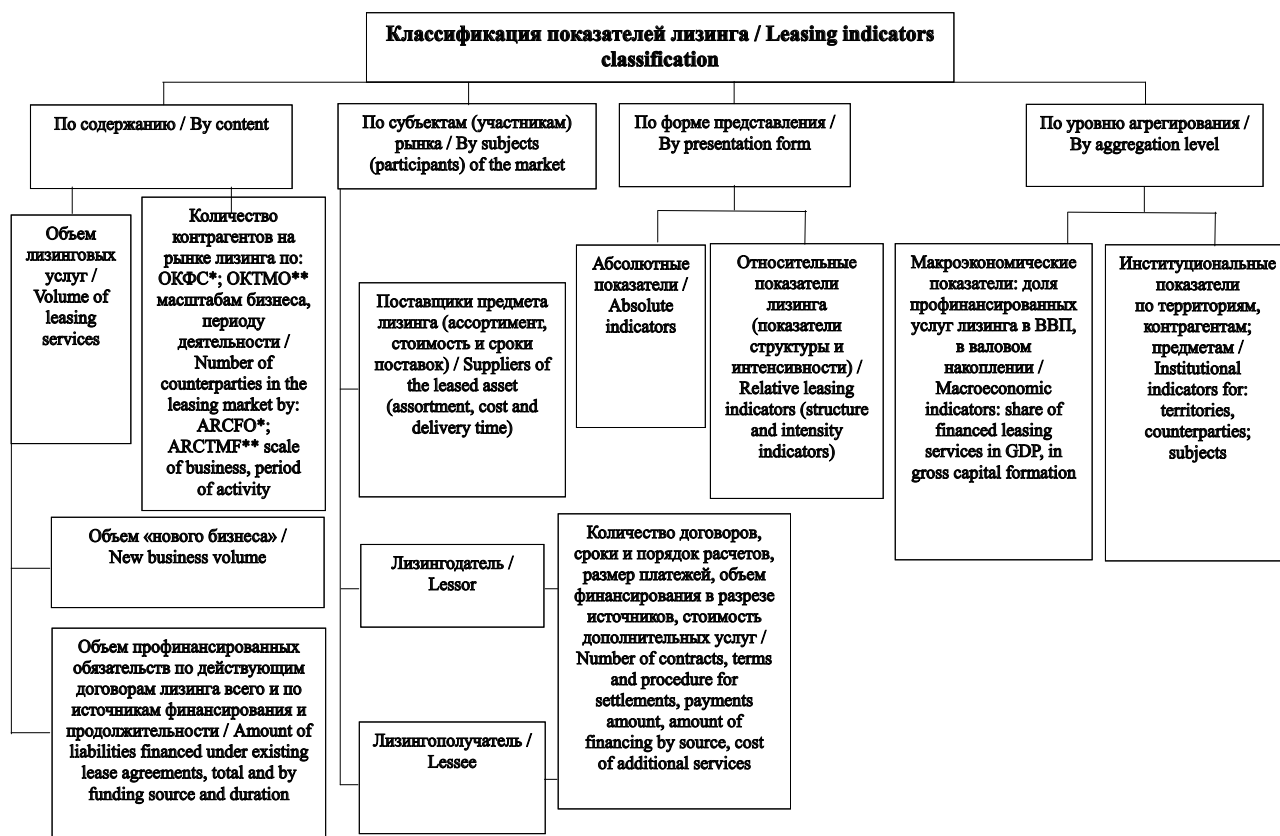 Классификация показателей лизинга / Leasing indicators
classification
По содержанию / By content
По субъектам (участникам)
рынка / By subjects
(participants) of the market
По форме представления /
By presentation form
По уровню агрегирования /
By aggregation level
Объем
лизинговых
услуг /
Volume of
leasing
services
Количество
контрагентов на
рынке лизинга по:
ОКФС*; ОКТМО**
масштабам бизнеса,
периоду
деятельности /
Number of
counterparties in the
leasing market by:
ARCFO*;
ARCTMF** scale
of business, period
of activity
Объем «нового бизнеса» /
New business volume
Объем профинансированных
обязательств по действующим
договорам лизинга всего и по
источникам финансирования и
продолжительности / Amount of
liabilities financed under existing
lease agreements, total and by
funding source and duration
Поставщики предмета
лизинга (ассортимент,
стоимость и сроки
поставок) / Suppliers of
the leased asset
(assortment, cost and
delivery time)
Лизингодатель /
Lessor
Лизингополучатель /
Lessee
Количество договоров,
сроки и порядок расчетов,
размер платежей, объем
финансирования в разрезе
источников, стоимость
дополнительных услуг /
Number of contracts, terms
and procedure for
settlements, payments
amount, amount of
financing by source, cost
of additional services
Абсолютные
показатели /
Absolute
indicators
Относительные
показатели
лизинга
(показатели
структуры и
интенсивности) /
Relative leasing
indicators (structure
and intensity
indicators)
Макроэкономические
показатели: доля
профинансированных
услуг лизинга в ВВП,
в валовом
накоплении /
Macroeconomic
indicators: share of
financed leasing
services in GDP, in
gross capital formation
Институциональные
показатели
по территориям,
контрагентам;
предметам /
Institutional
indicators for:
territories,
counterparties;
subjects